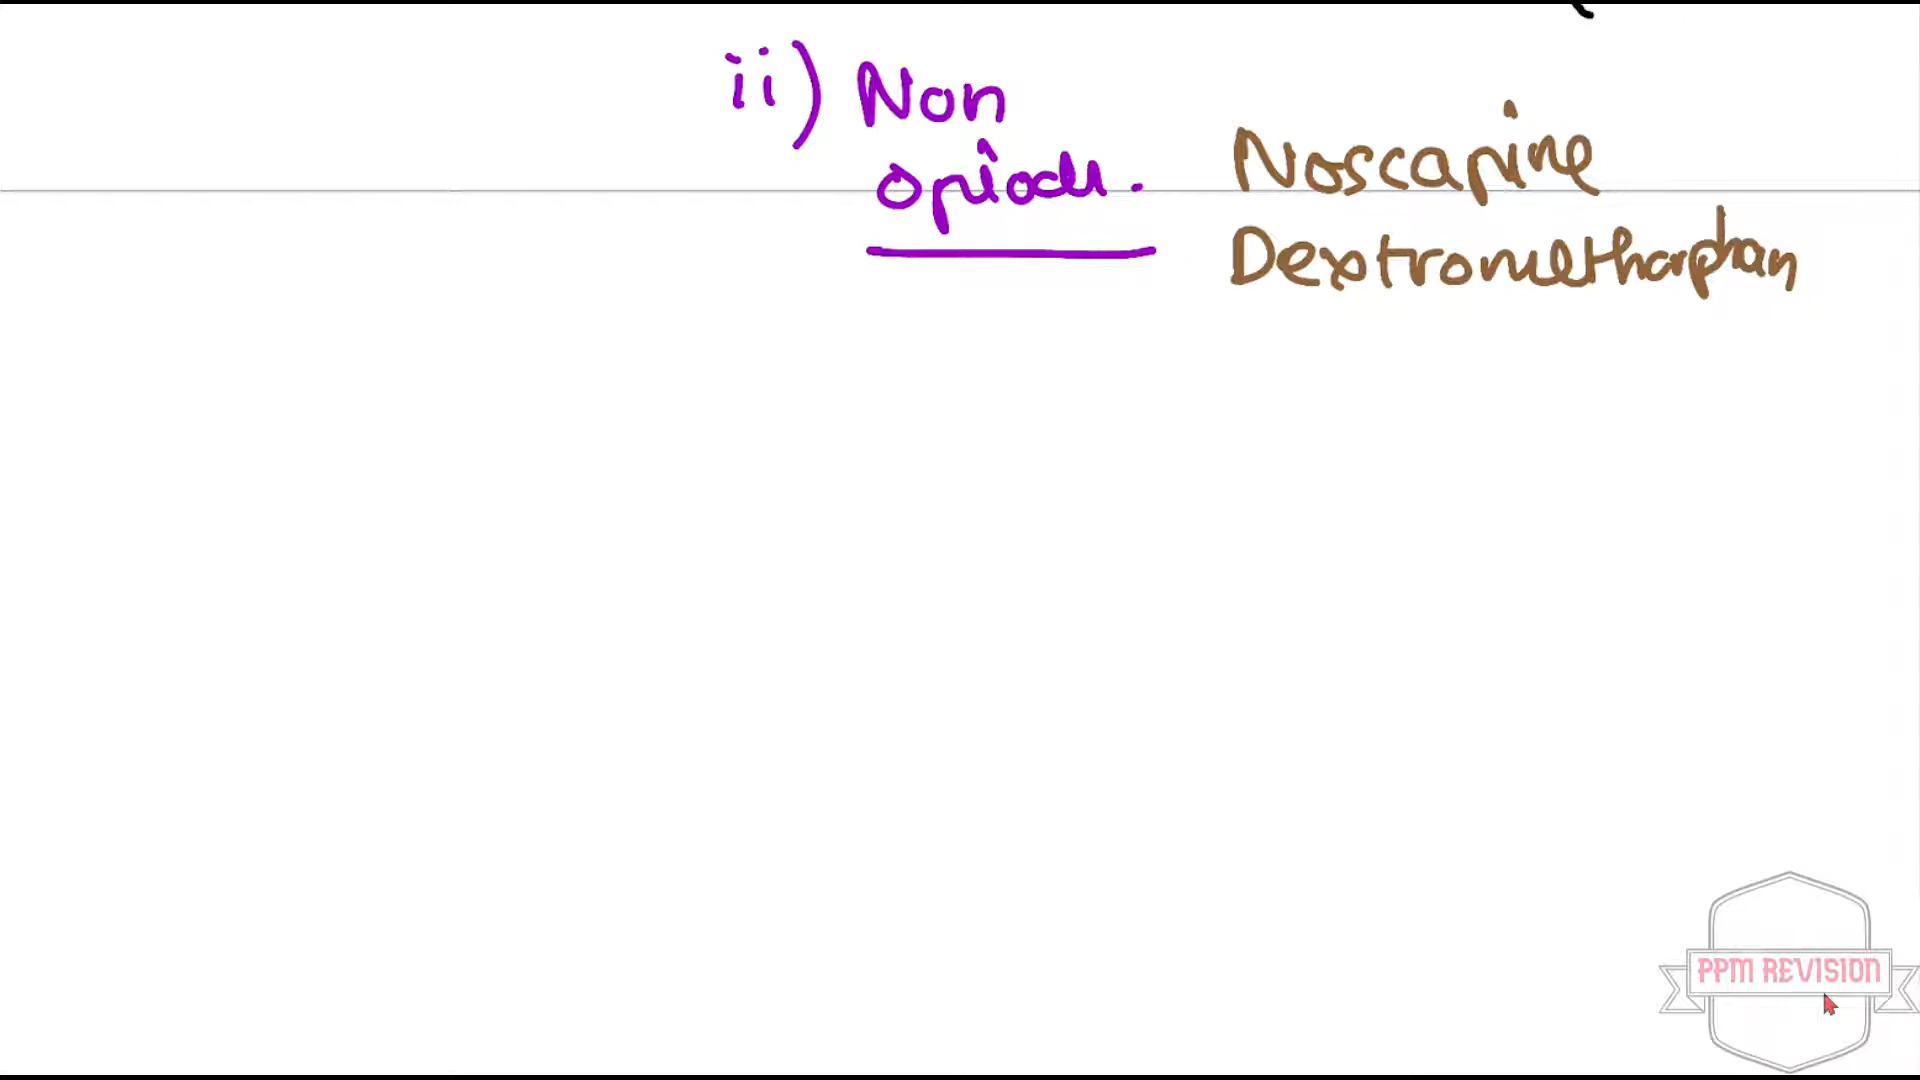 ii) Non
opiods.
Noscapine
Dextromethorphan
PPM REVISION